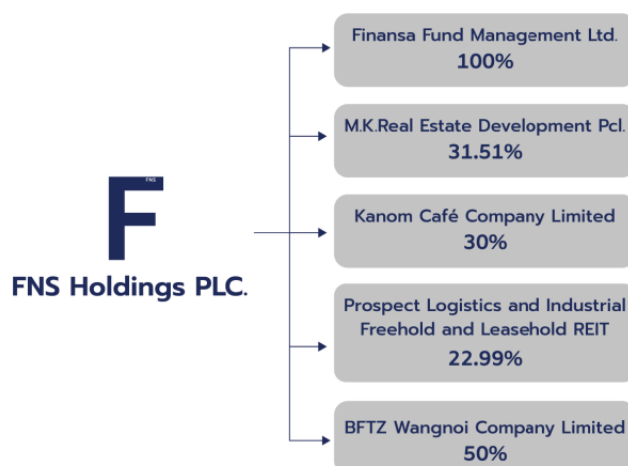 Finansa Fund Management Ltd.
100%
M.K.Real Estate Development Pcl.
31.51%
FNS
F
FNS Holdings PLC.
Kanom Café Company Limited
30%
Prospect Logistics and Industrial
Freehold and Leasehold REIT
22.99%
BFTZ Wangnoi Company Limited
50%